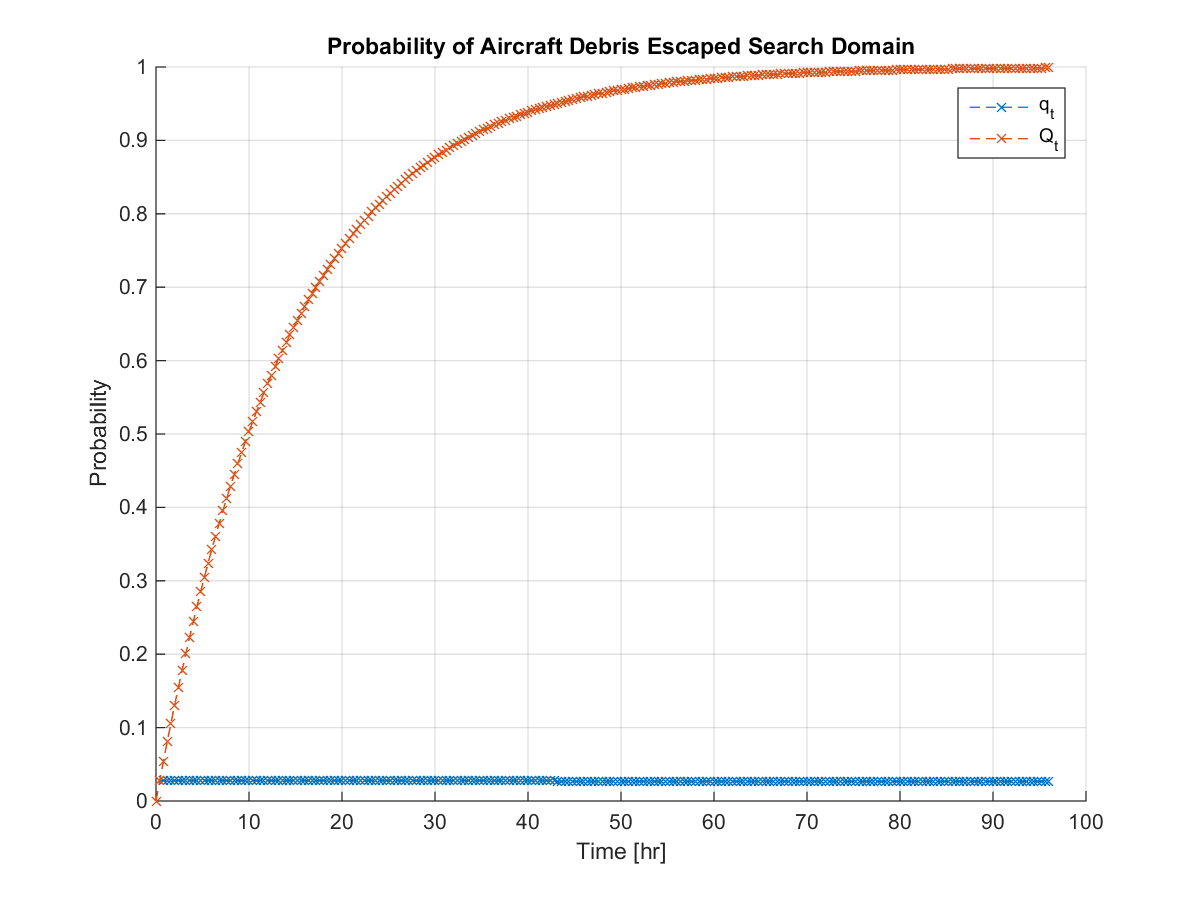 Probability of Aircraft Debris Escaped Search Domain
1
0.9
0.8
0.7
0.6
0.5
0.4
0.3
0.2
0.1
0
Probability
q_t
Q_t
0 10 20 30 40 50 60 70 80 90 100
Time [hr]